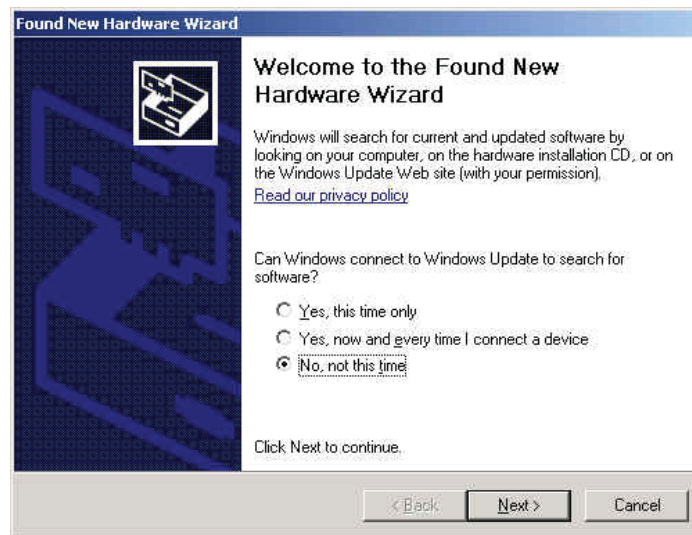 Found New Hardware Wizard
Welcome to the Found New
Hardware Wizard
Windows will search for current and updated software by
looking on your computer, on the hardware installation CD, or on
the Windows Update Web site (with your permission).
Read our privacy policy
Can Windows connect to Windows Update to search for
software?
Yes, this time only
Yes, now and every time I connect a device
No, not this time
Click Next to continue.
< Back
Next >
Cancel